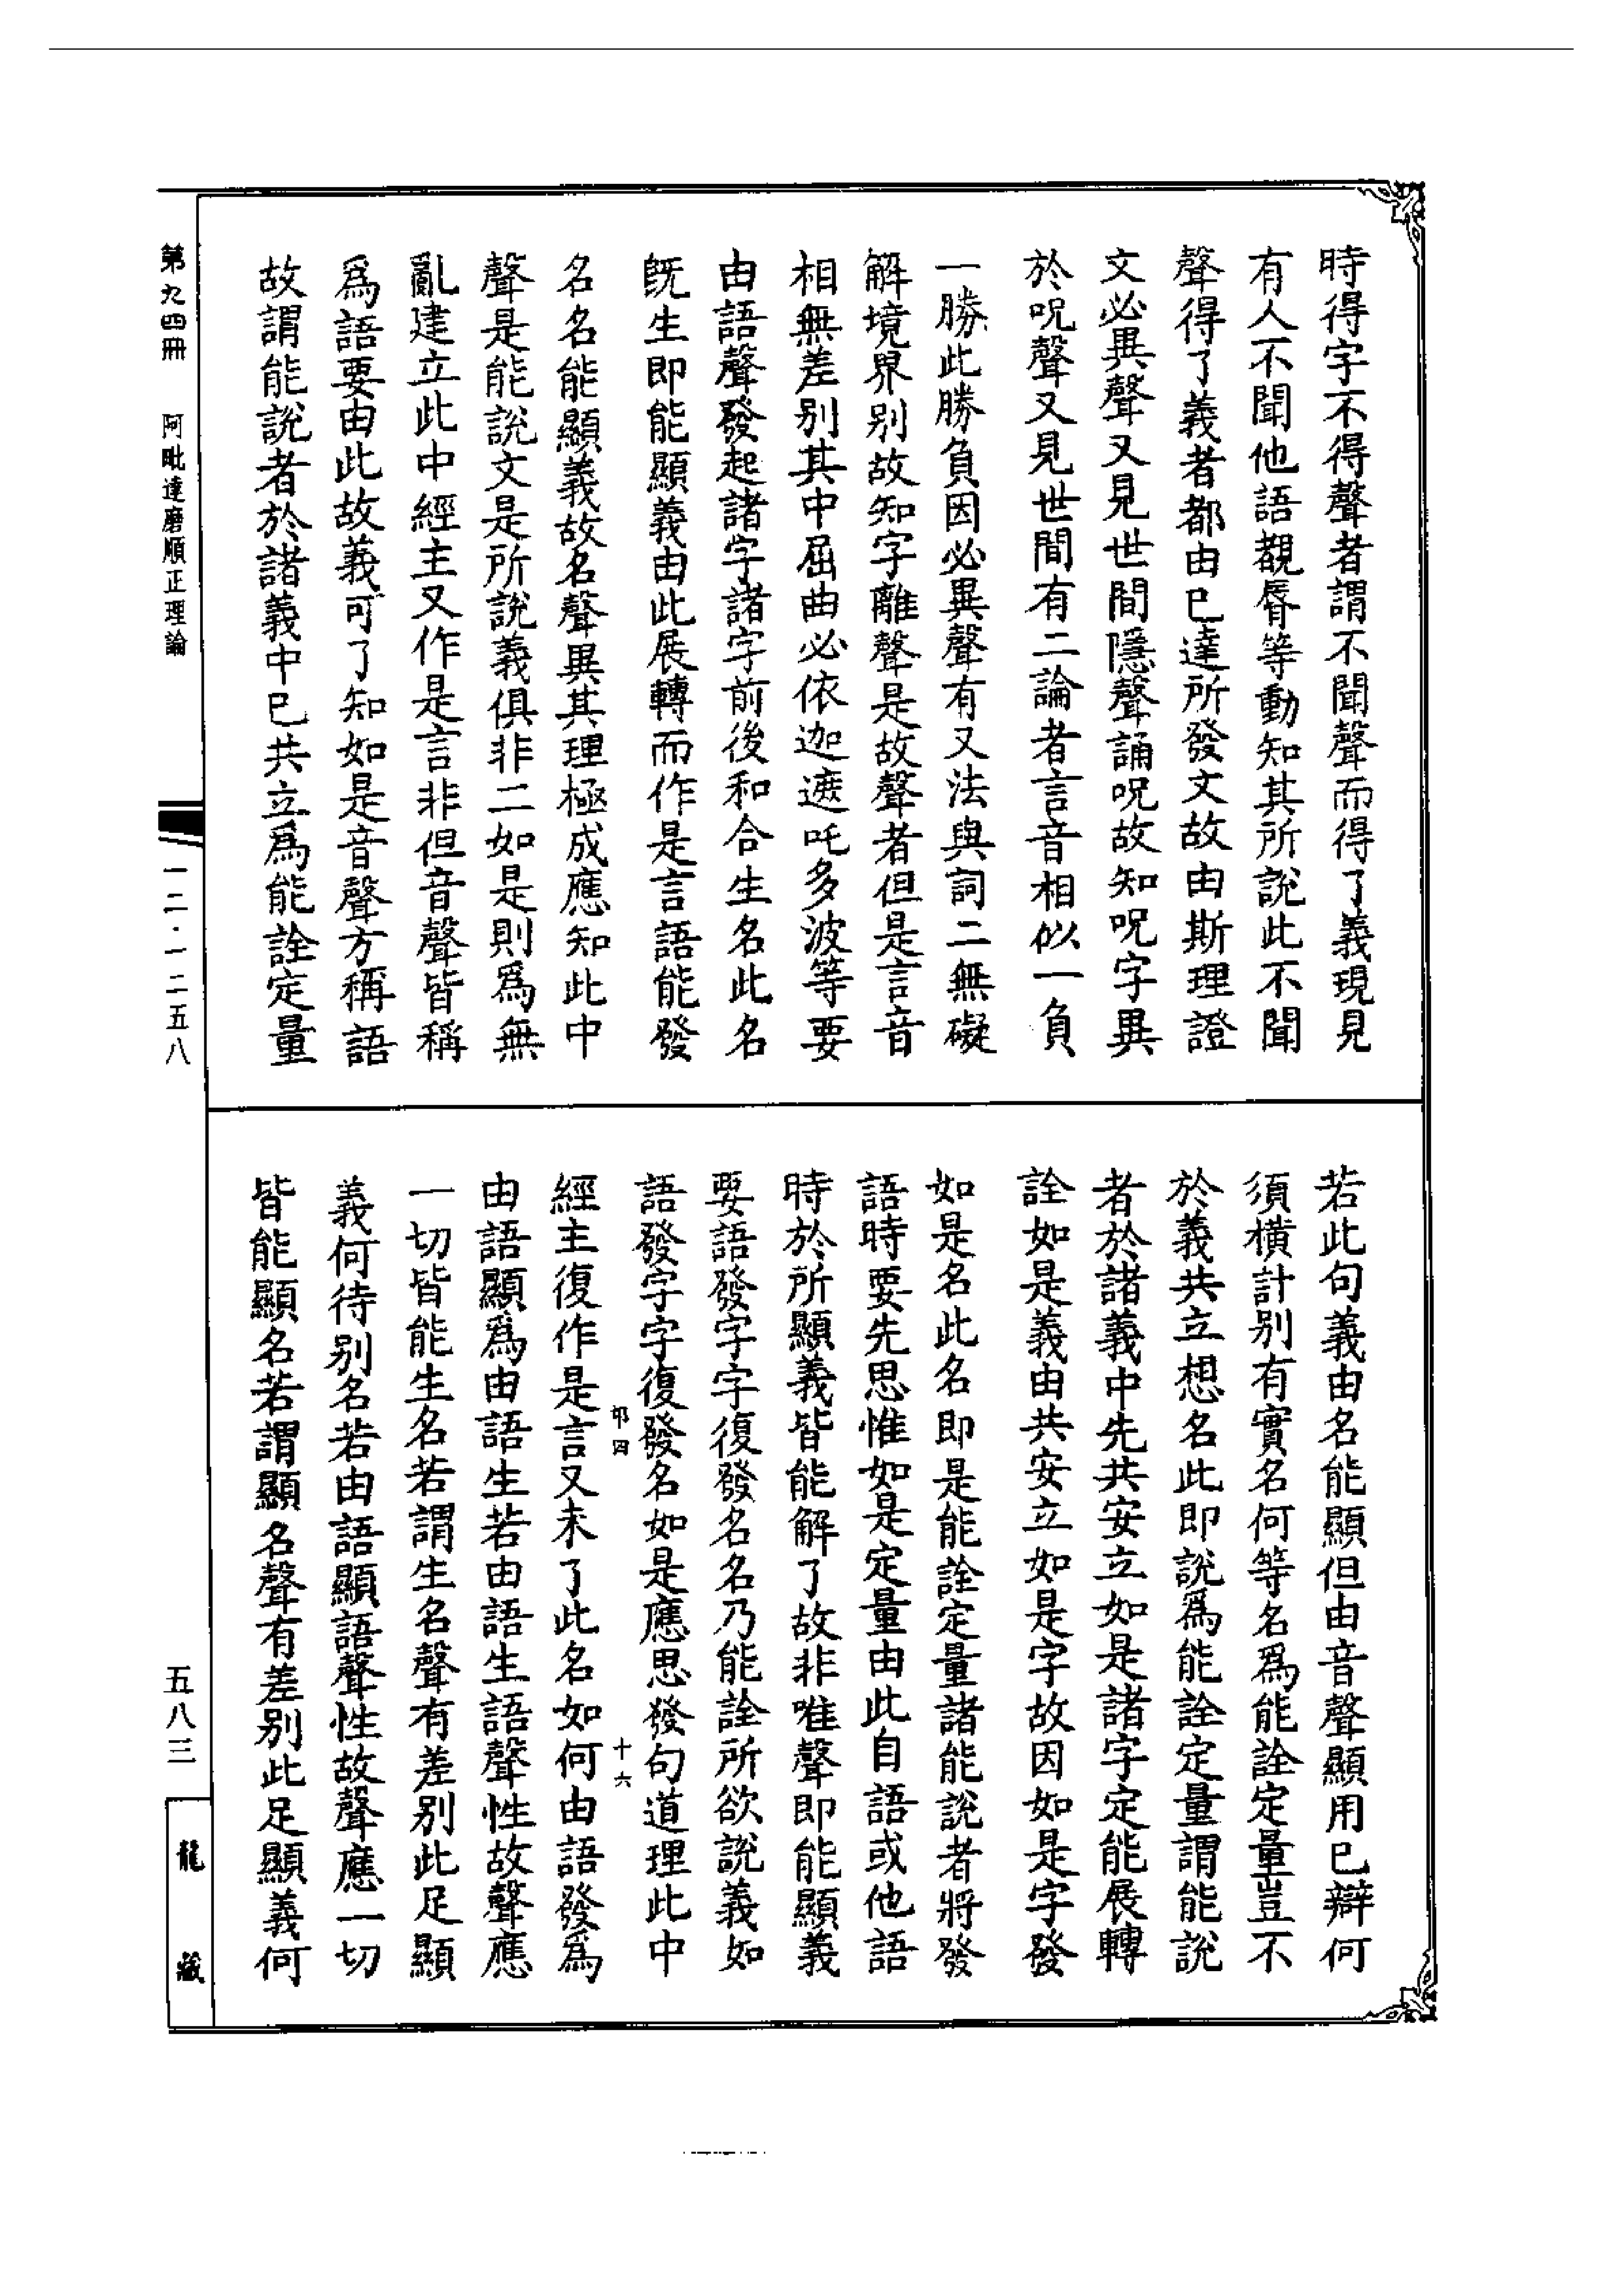 時得字不得聲者謂不聞聲而得了義現見
有人不聞他語覩脣等動知其所說此不聞
聲得了義者都由已達所發文故由斯理證
文必異聲又見世間隱聲誦呪故知呪字異
於呪聲又見世間有二論者言音相似一負
一勝此勝負因必異聲有又法與詞二無礙
解境界別故知字離聲是故聲者但是言音
相無差別其中屈曲必依迦遮吒多波等要
由語聲發起諸字諸字前後和合生名此名
旣生即能顯義由此展轉而作是言語能發
名名能顯義故名聲異其理極成應知此中
聲是能說文是所說義俱非二如是則爲無
亂建立此中經主又作是言非但音聲皆稱
爲語要由此故義可了知如是音聲方稱語
故謂能說者於諸義中已共立爲能詮定量
若此句義由名能顯但由音聲顯用已辯何
須橫計別有實名何等名爲能詮定量豈不
於義共立想名此即說爲能詮定量謂能說
者於諸義中先共安立如是諸字定能展轉
詮如是義由共安立如是字故因如是字發
如是名此名即是能詮定量諸能說者將發
語時要先思惟如是定量由此自語或他語
時於所顯義皆能解了故非唯聲即能顯義
要語發字字復發名名乃能詮所欲說義如
語發字字復發名如是應思發句道理此中
經主復作是言又未了此名如何由語發爲
由語顯爲由語生若由語生語聲性故聲應
一切皆能生名若謂生名聲有差別此足顯
義何待別名若由語顯語聲性故聲應一切
皆能顯名若謂顯名聲有差別此足顯義何
四
十六
第九四冊 阿毗達磨順正理論
一二·一二五八
五八三
龍藏